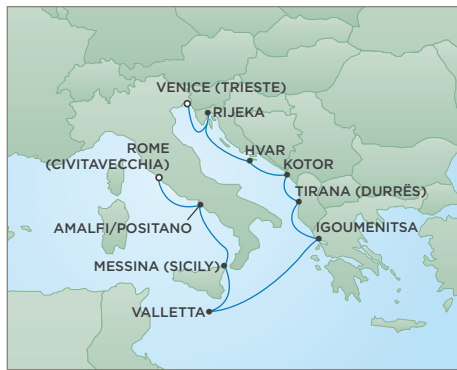 VENICE (TRIESTE)
RIJEKA
ROME
(CIVITAVECCHIA)
HVAR
KOTOR
TIRANA (DURRËS)
AMALFI/POSITANO
IGOUMENITSA
MESSINA (SICILY)
VALLETTA